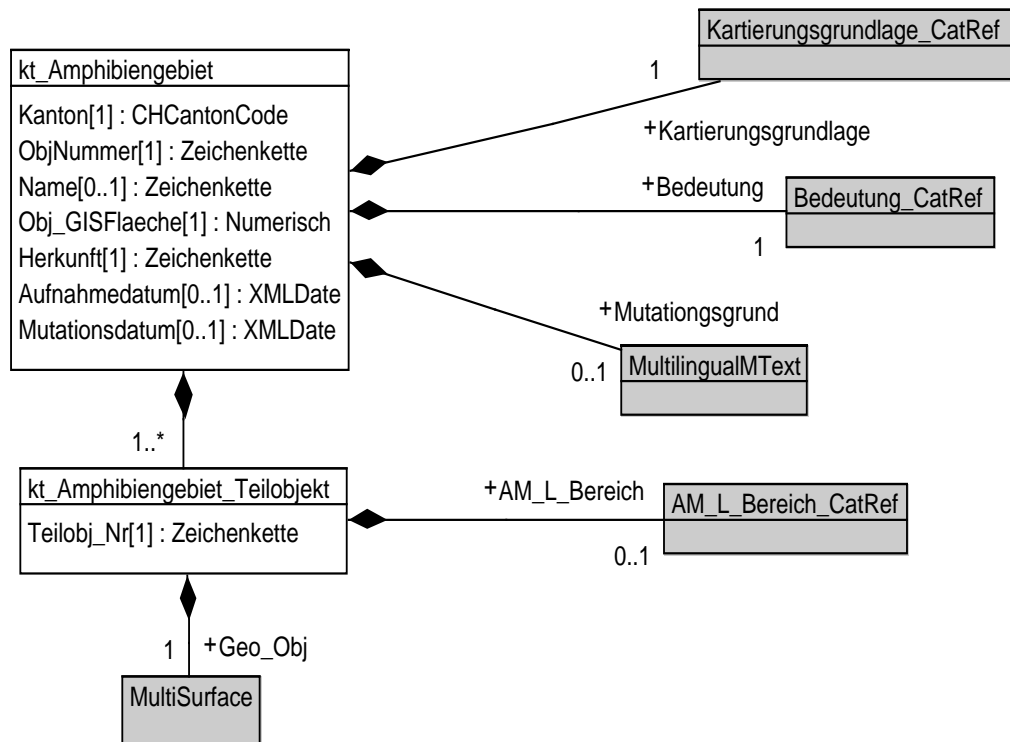 kt_Amphibiengebiet
Kanton[1] : CHCantonCode
ObjNummer[1] : Zeichenkette
Name[0..1] : Zeichenkette
Obj_GISFlaeche[1] : Numerisch
Herkunft[1] : Zeichenkette
Aufnahmedatum[0..1] : XMLDate
Mutationsdatum[0..1] : XMLDate
Kartierungsgrundlage_CatRef
1
+Kartierungsgrundlage
+Bedeutung
Bedeutung_CatRef
1
+Mutationgsgrund
0..1
MultilingualMText
1..*
kt_Amphibiengebiet_Teilobjekt
Teilobj_Nr[1] : Zeichenkette
+AM_L_Bereich
AM_L_Bereich_CatRef
0..1
1
+Geo_Obj
MultiSurface